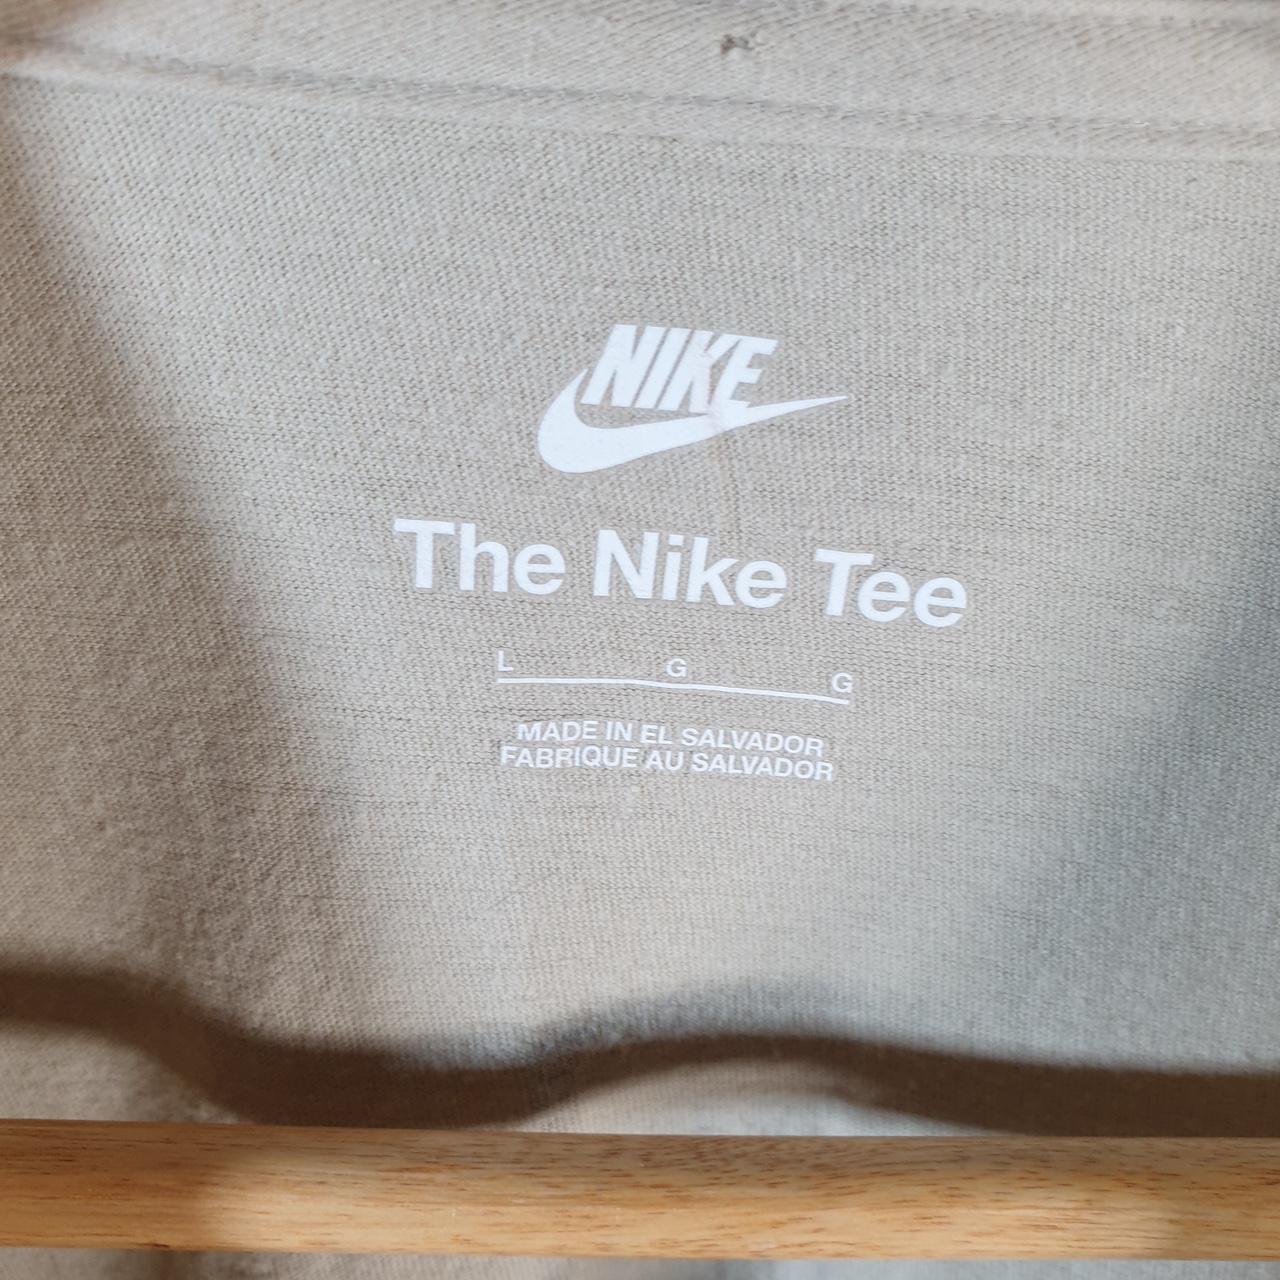 NIKE
The Nike Tee
L G G
MADE IN EL SALVADOR
FABRIQUE AU SALVADOR